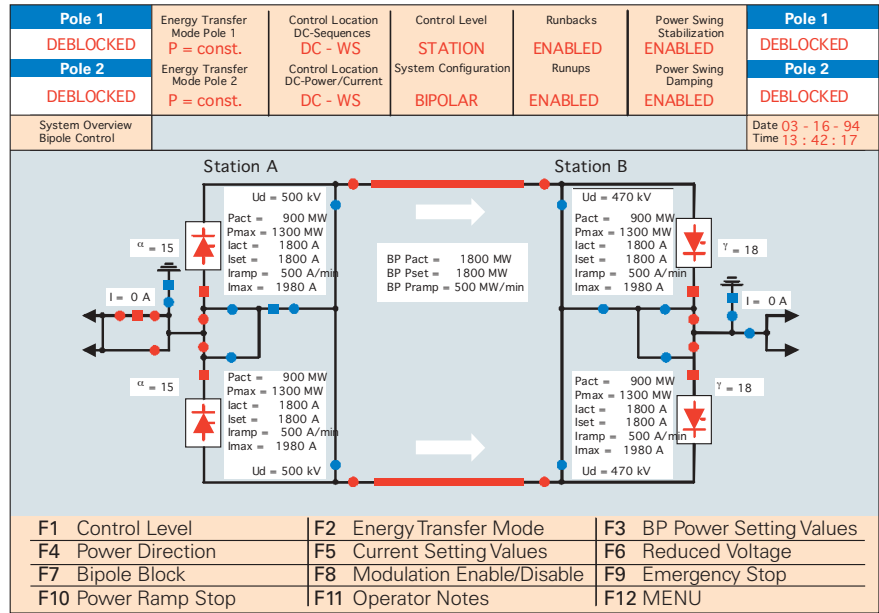 Pole 1
DEBLOCKED
Pole 2
DEBLOCKED
Energy Transfer
Mode Pole 1
P = const.
Energy Transfer
Mode Pole 2
P = const.
Control Location
DC-Sequences
DC - WS
Control Location
DC-Power/Current
DC - WS
Control Level
STATION
System Configuration
BIPOLAR
Runbacks
ENABLED
Runups
ENABLED
Power Swing
Stabilization
ENABLED
Power Swing
Damping
ENABLED
Pole 1
DEBLOCKED
Pole 2
DEBLOCKED
System Overview
Bipole Control
Date 03 - 16 - 94
Time 13 : 42 : 17
Station A
Station B
Ud = 500 kV
Pact = 900 MW
Pmax = 1300 MW
Iact = 1800 A
Iset = 1800 A
Iramp = 500 A/min
Imax = 1980 A
α = 15
I = 0 A
α = 15
Pact = 900 MW
Pmax = 1300 MW
Iact = 1800 A
Iset = 1800 A
Iramp = 500 A/min
Imax = 1980 A
Ud = 500 kV
BP Pact = 1800 MW
BP Pset = 1800 MW
BP Pramp = 500 MW/min
Ud = 470 kV
Pact = 900 MW
Pmax = 1300 MW
Iact = 1800 A
Iset = 1800 A
Iramp = 500 A/min
Imax = 1980 A
γ = 18
I = 0 A
γ = 18
Pact = 900 MW
Pmax = 1300 MW
Iact = 1800 A
Iset = 1800 A
Iramp = 500 A/min
Imax = 1980 A
Ud = 470 kV
F1 Control Level
F2 Energy Transfer Mode
F3 BP Power Setting Values
F4 Power Direction
F5 Current Setting Values
F6 Reduced Voltage
F7 Bipole Block
F8 Modulation Enable/Disable
F9 Emergency Stop
F10 Power Ramp Stop
F11 Operator Notes
F12 MENU